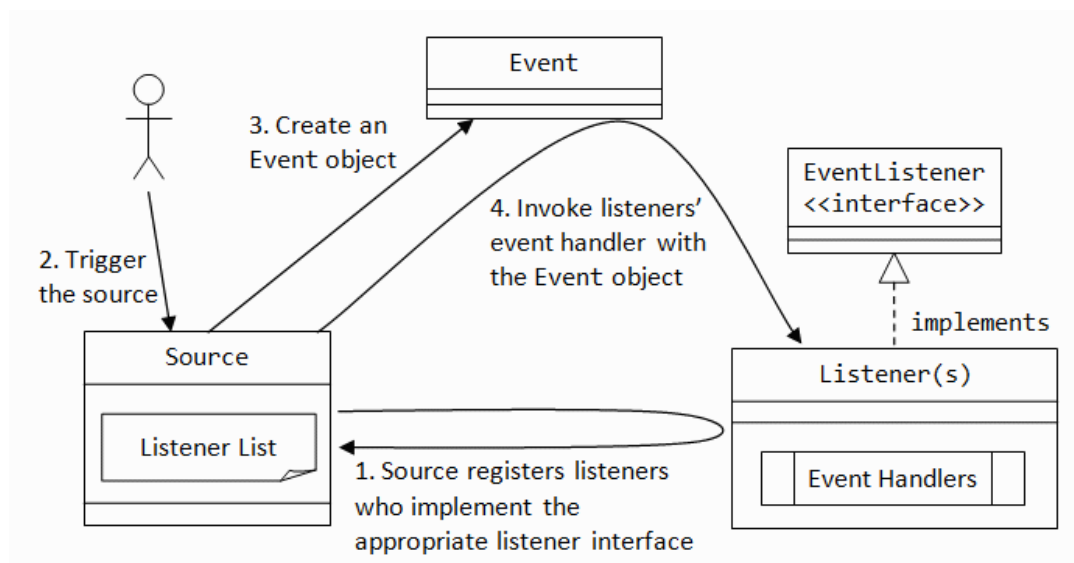 Event
3. Create an
Event object
EventListener
<<interface>>
4. Invoke listeners’
event handler with
the Event object
2. Trigger
the source
implements
Source
Listener(s)
Listener List
Event Handlers
1. Source registers listeners
who implement the
appropriate listener interface